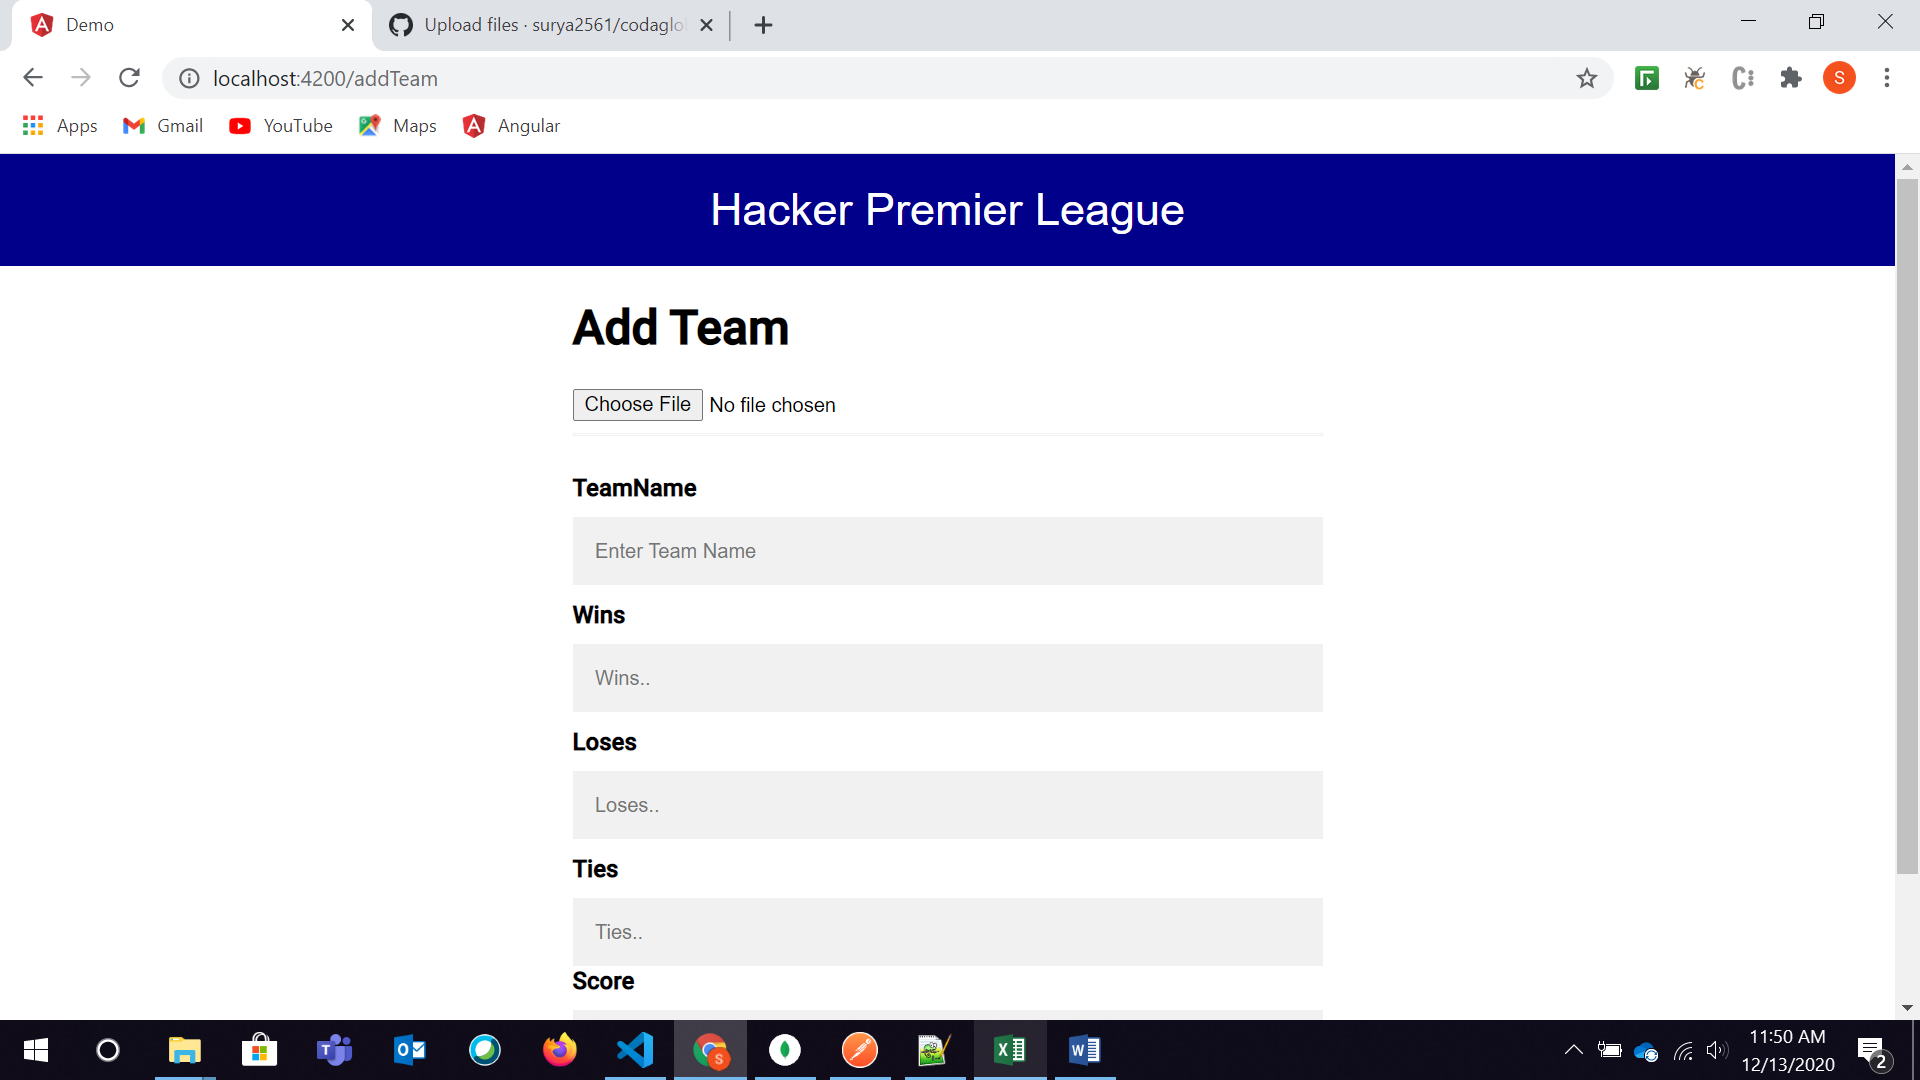 Demo
Upload files · surya2561/codaglo
localhost:4200/addTeam
S
Apps
Gmail
YouTube
Maps
Angular
Hacker Premier League
Add Team
Choose File No file chosen
TeamName
Enter Team Name
Wins
Wins..
Loses
Loses..
Ties
Ties..
Score
11:50 AM
12/13/2020
2